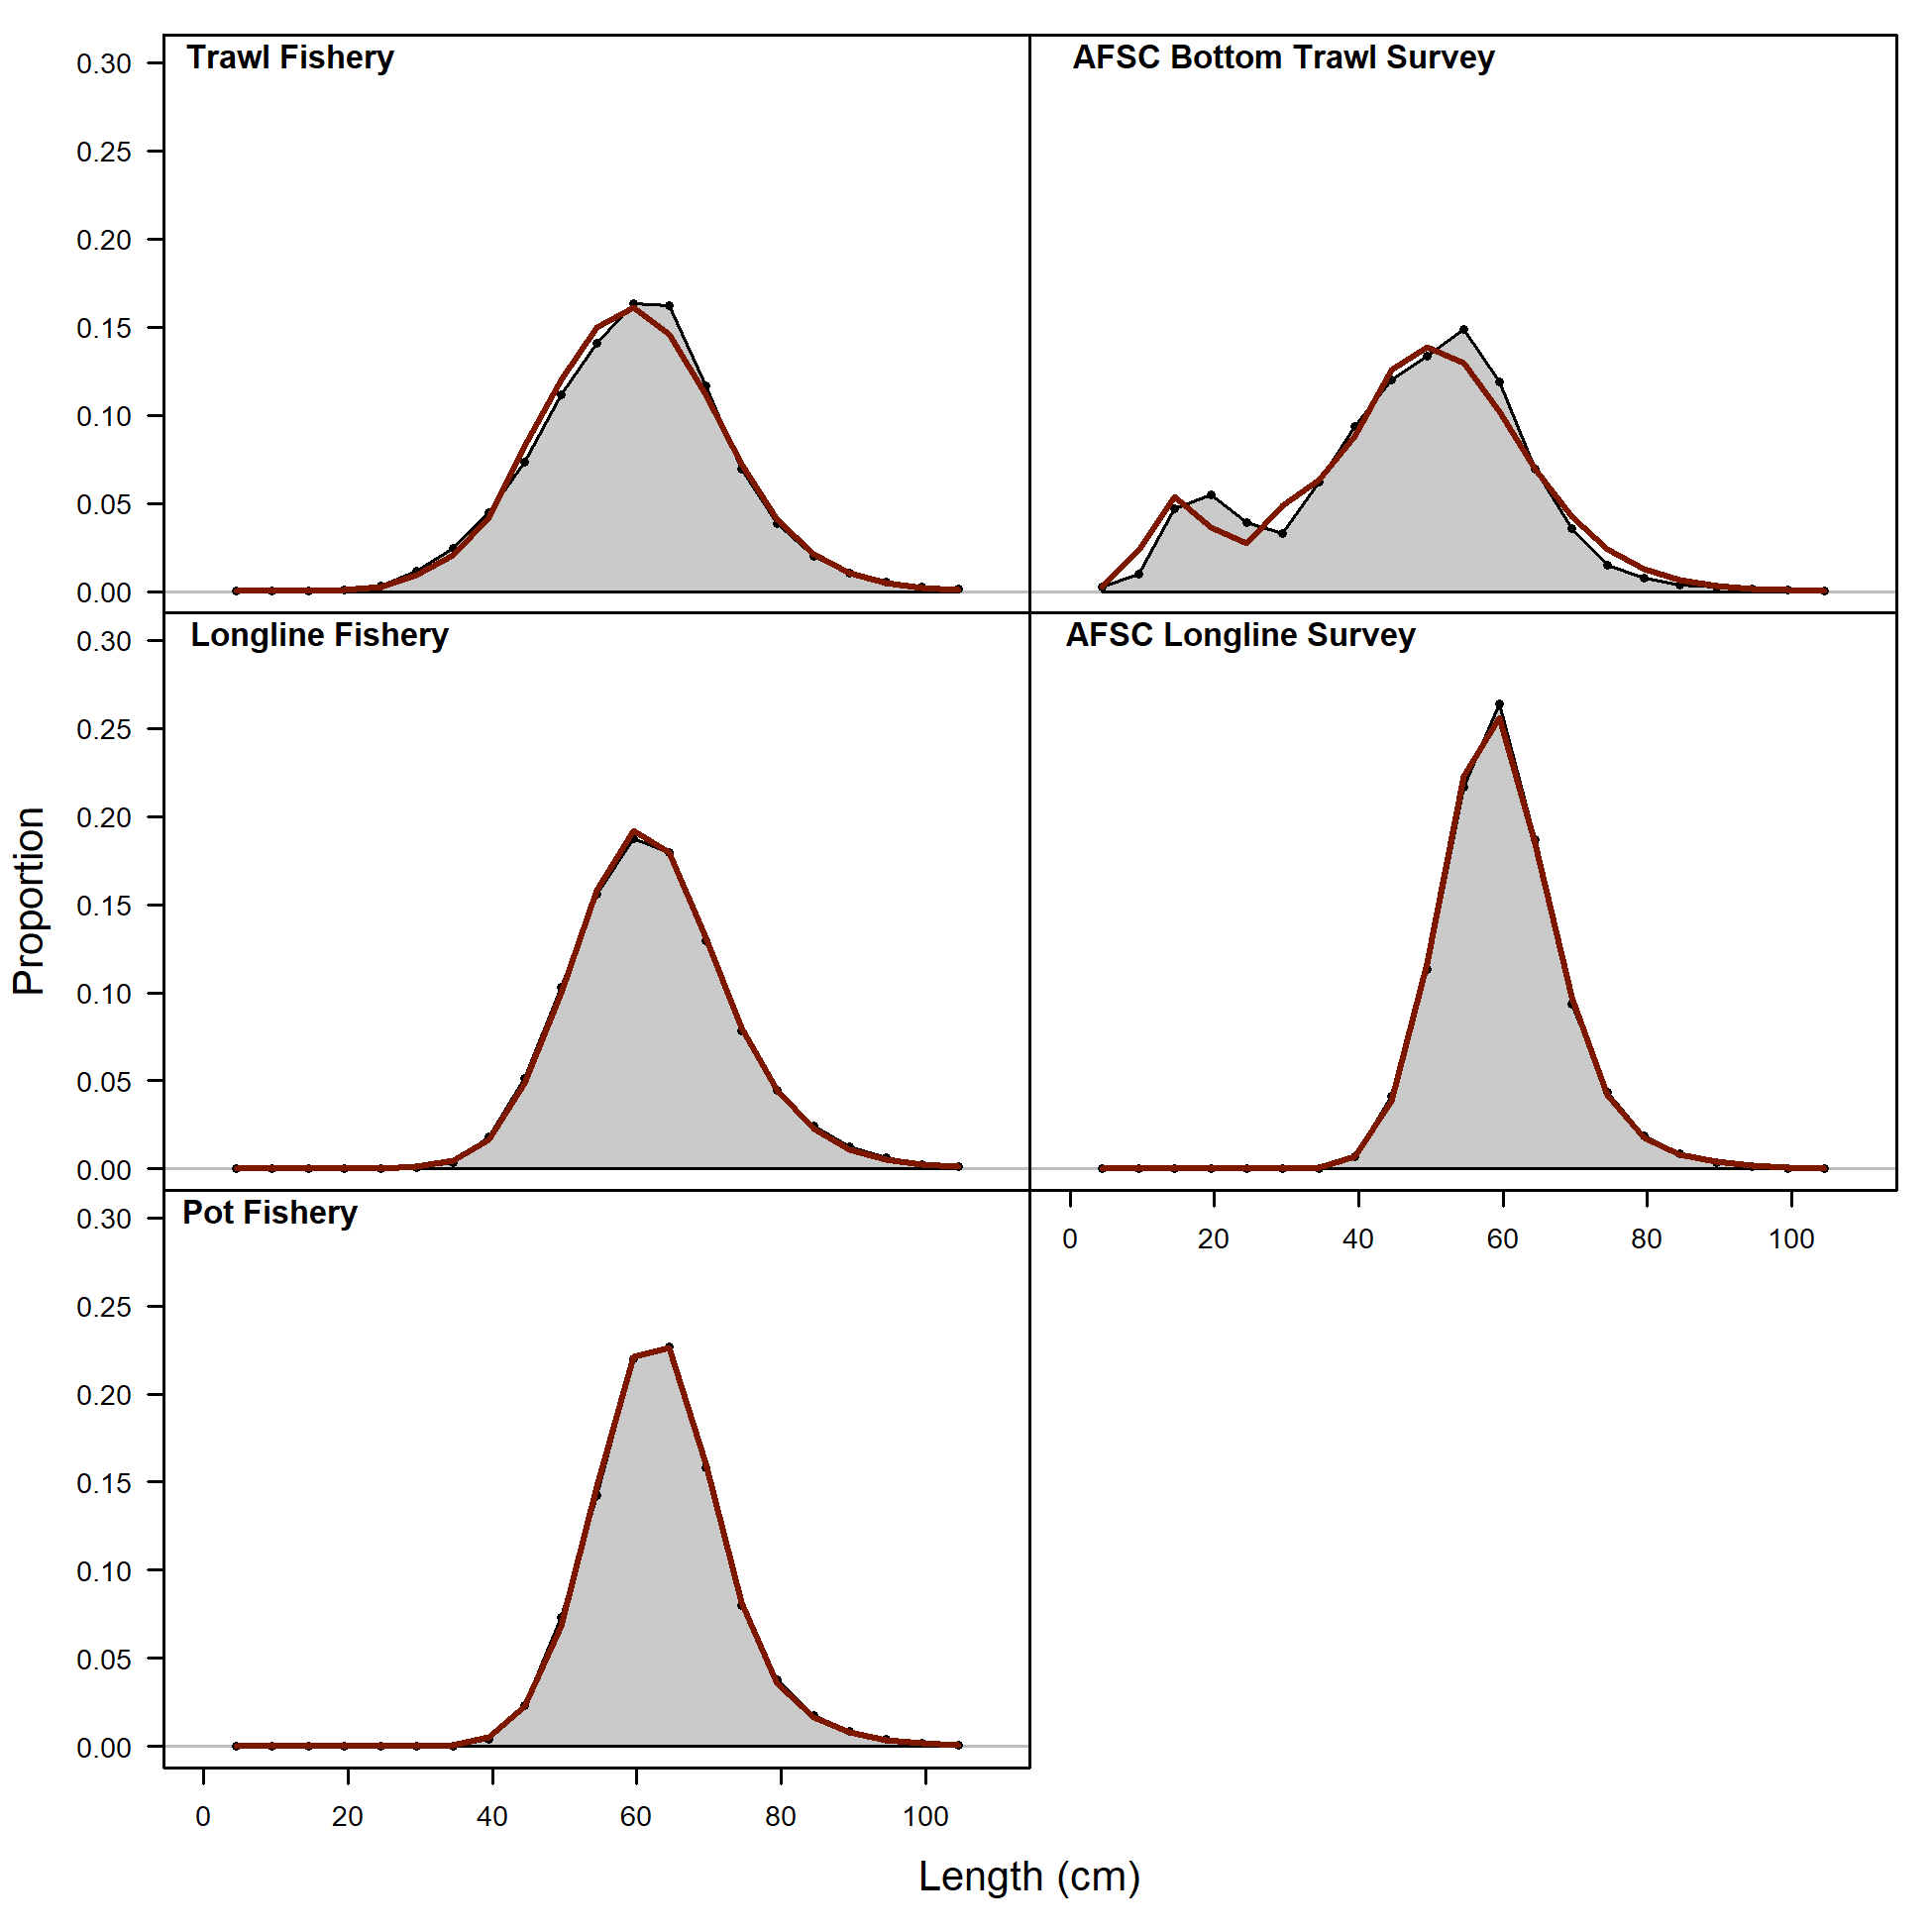 Trawl Fishery
0.30
0.25
0.20
0.15
0.10
0.05
0.00
AFSC Bottom Trawl Survey
Longline Fishery
0.30
0.25
0.20
0.15
0.10
0.05
0.00
AFSC Longline Survey
0 20 40 60 80 100
Pot Fishery
0.30
0.25
0.20
0.15
0.10
0.05
0.00
0 20 40 60 80 100
Proportion
Length (cm)